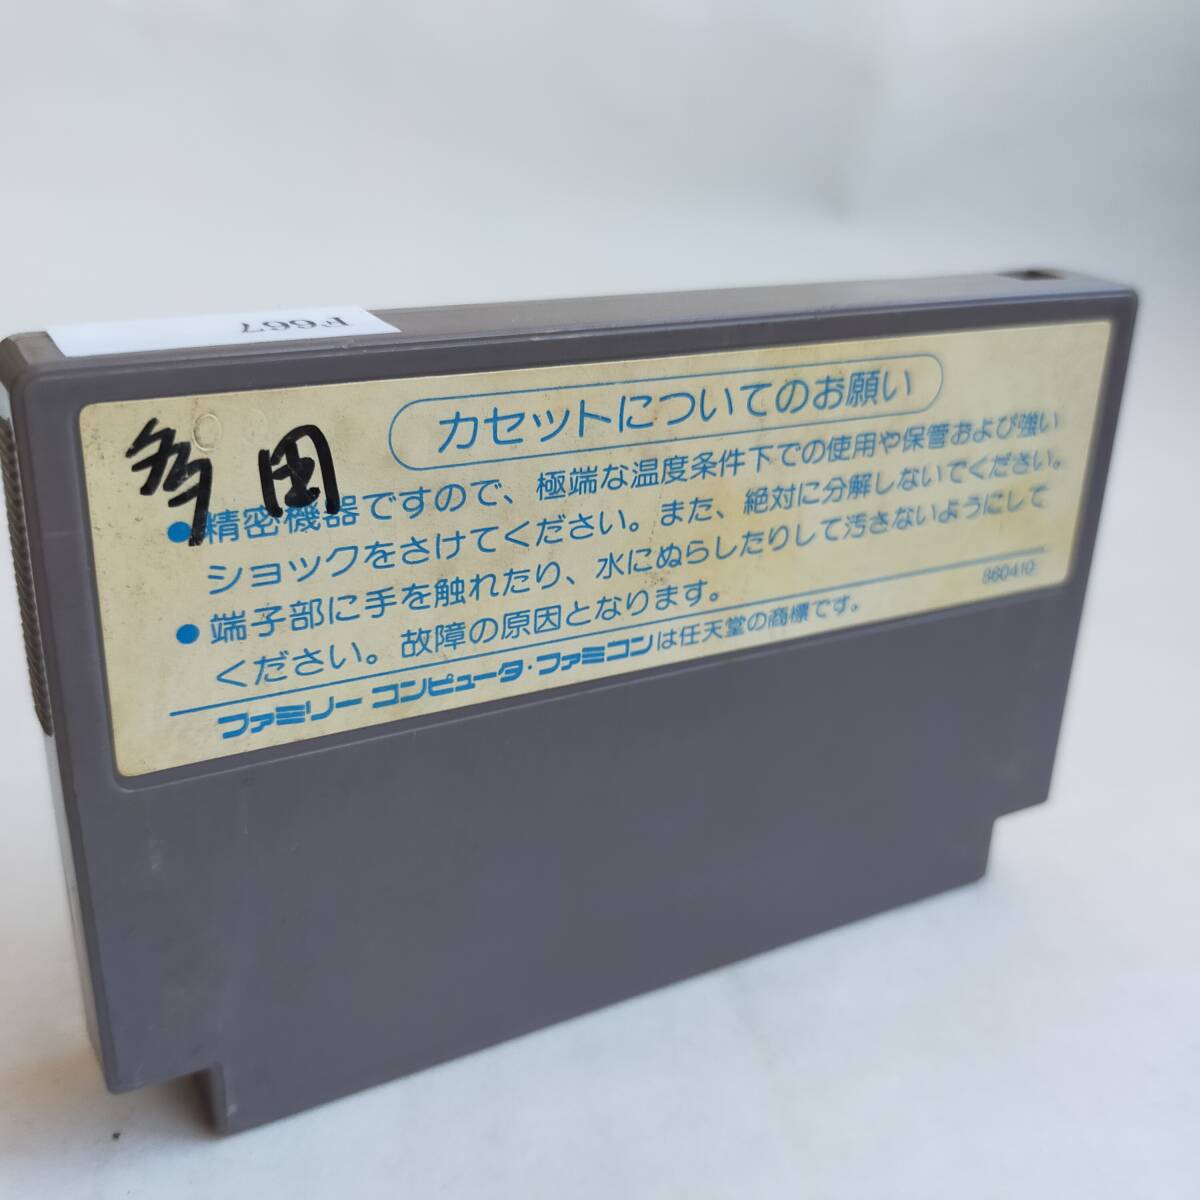 F667
多田
カセットについてのお願い
●精密機器ですので、極端な温度条件下での使用や保管および強い
ショックをさけてください。また、絶対に分解しないでください。
●端子部に手を触れたり、水にぬらしたりして汚さないようにして
ください。故障の原因となります。
860410
ファミリーコンピュータ・ファミコンは任天堂の商標です。